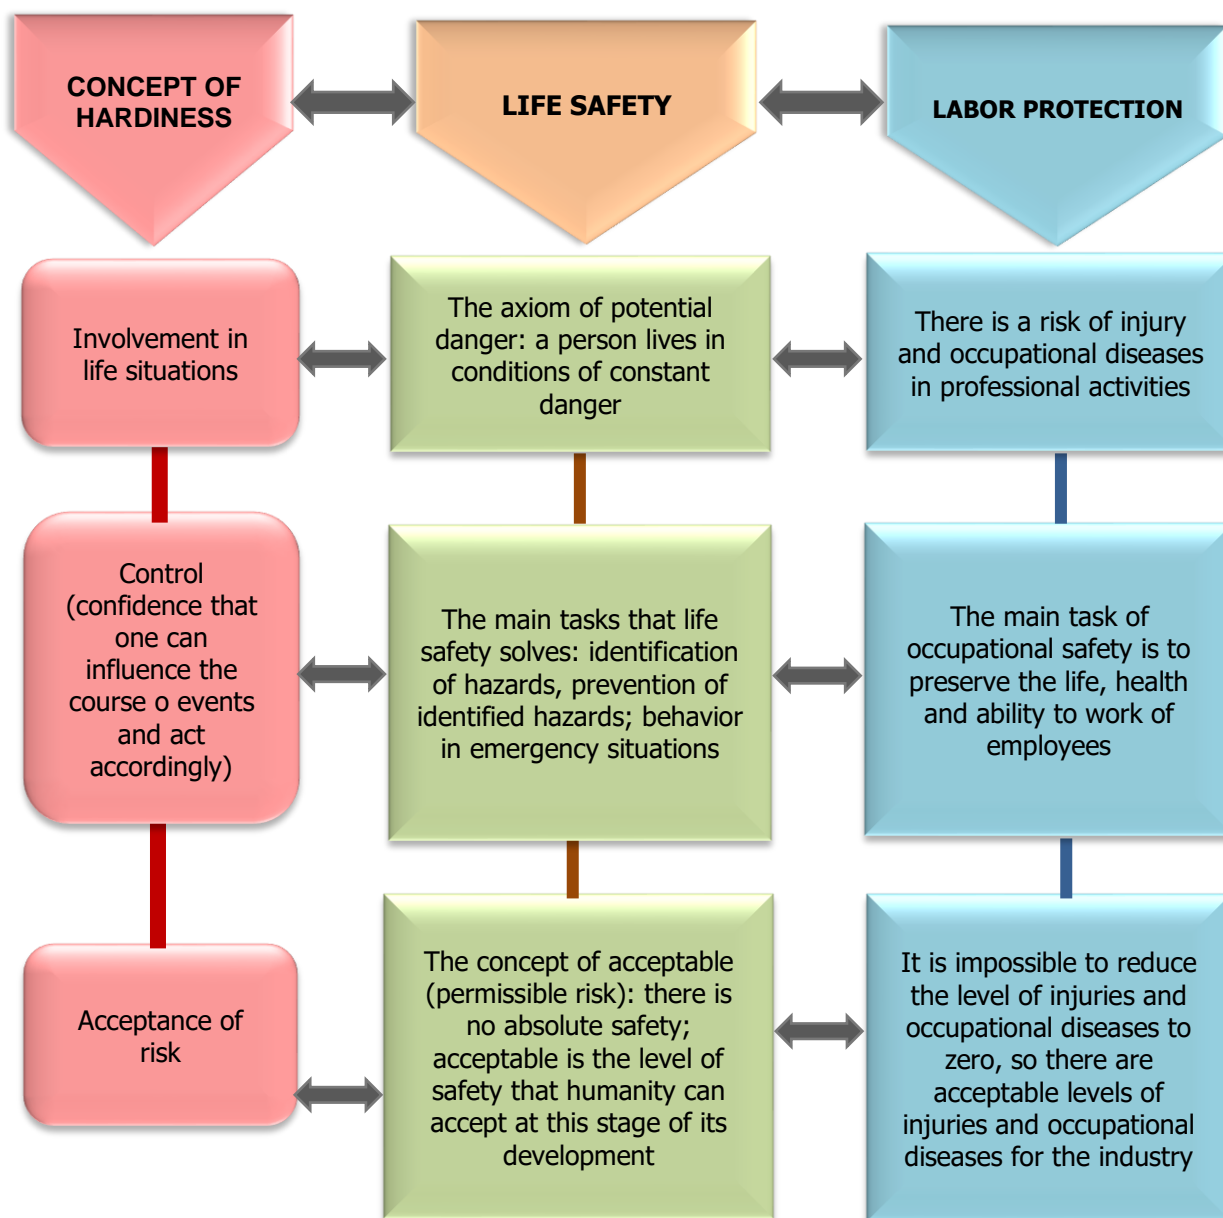 CONCEPT OF
HARDINESS
LIFE SAFETY
LABOR PROTECTION
Involvement in
life situations
The axiom of potential
danger: a person lives in
conditions of constant
danger
There is a risk of injury
and occupational diseases
in professional activities
Control
(confidence that
one can
influence the
course o events
and act
accordingly)
The main tasks that life
safety solves: identification
of hazards, prevention of
identified hazards; behavior
in emergency situations
The main task of
occupational safety is to
preserve the life, health
and ability to work of
employees
Acceptance of
risk
The concept of acceptable
(permissible risk): there is
no absolute safety;
acceptable is the level of
safety that humanity can
accept at this stage of its
development
It is impossible to reduce
the level of injuries and
occupational diseases to
zero, so there are
acceptable levels of
injuries and occupational
diseases for the industry